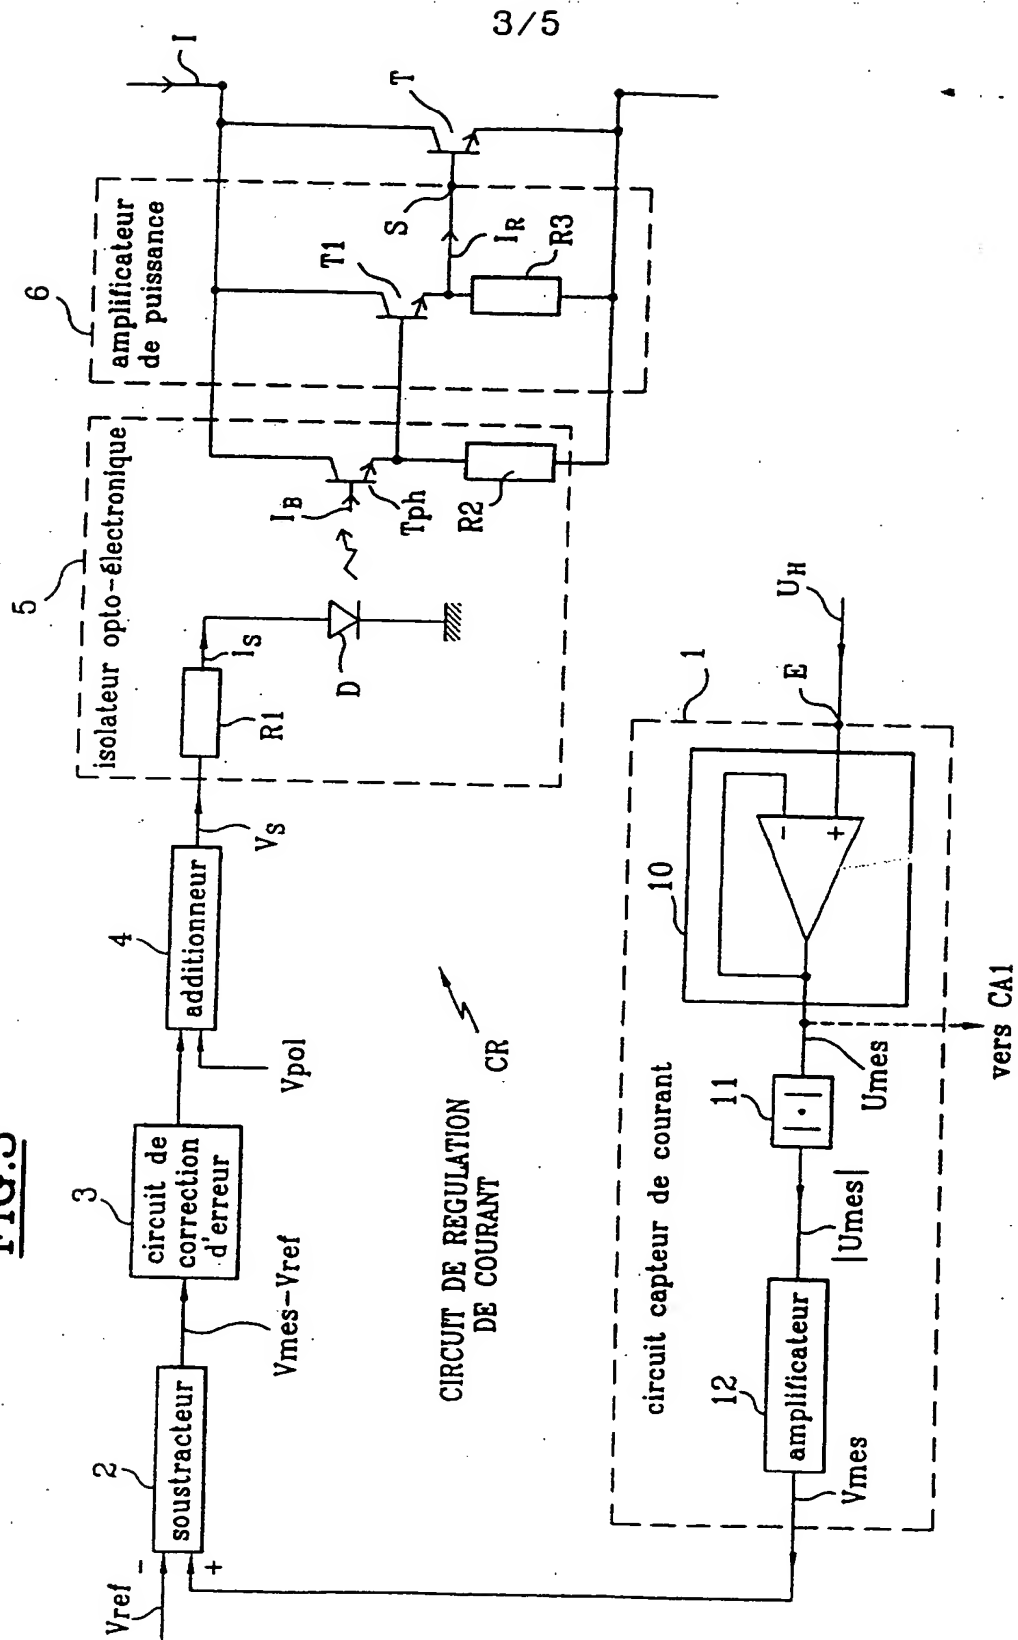 3/5
FIG.3
Vref
-
+
2
soustracteur
Vmes-Vref
3
circuit de
correction
d'erreur
Vpol
4
additionneur
VS
5
isolateur opto-électronique
R1
iS
D
IB
Tph
R2
6
amplificateur
de puissance
T1
S
IR
R3
T
I
CIRCUIT DE REGULATION
DE COURANT
CR
circuit capteur de courant
1
10
-
+
E
UH
11
|•|
Umes
|Umes|
12
amplificateur
Vmes
vers CA1